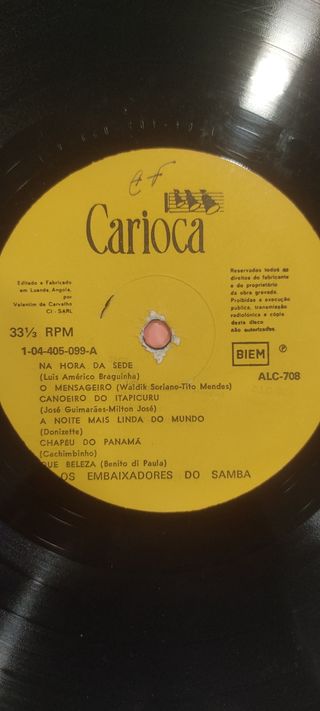 Carioca
Editado e Fabricado
em Luanda, Angola,
por
Valentim de Carvalho
CI - SARL
Reservados todos os
direitos do fabricante
e do proprietário
da obra gravada.
Proibidas a execução
pública, transmissão
radiofónica e cópia
deste disco
não autorizadas.
33⅓ RPM
1-04-405-099-A
BIEM
℗
ALC-708
NA HORA DA SEDE
(Luis Américo Braguinha)
O MENSAGEIRO (Waldik Soriano-Tito Mendes)
CANOEIRO DO ITAPICURU
(José Guimarães-Milton José)
A NOITE MAIS LINDA DO MUNDO
(Donizette)
CHAPÉU DO PANAMÁ
(Cachimbinho)
QUE BELEZA (Benito di Paula)
OS EMBAIXADORES DO SAMBA